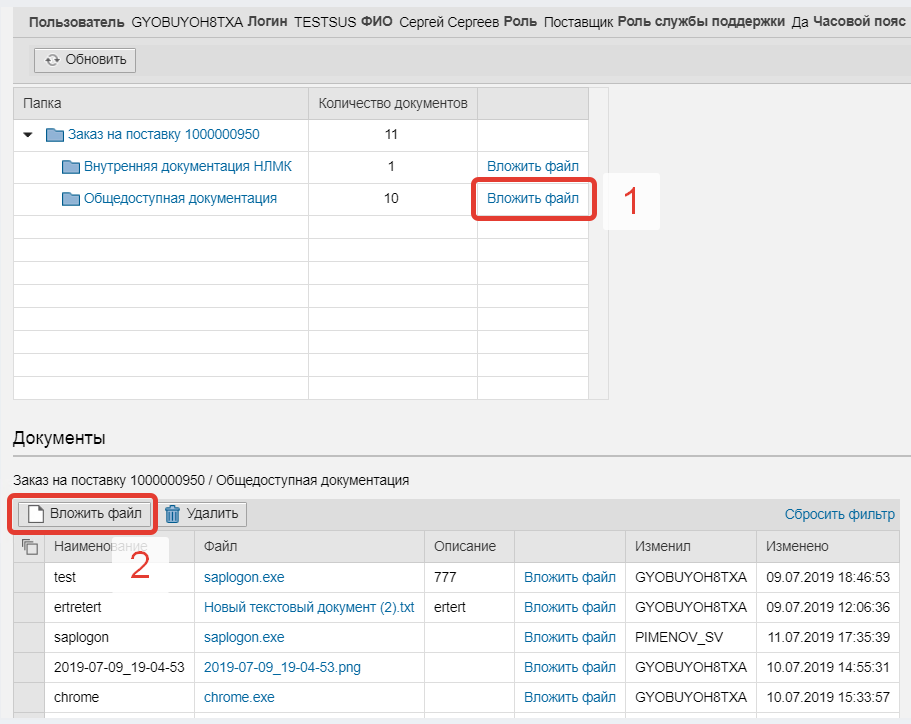 Пользователь GYOBUYOH8TXA Логин TESTSUS ФИО Сергей Сергеев Роль Поставщик Роль службы поддержки Да Часовой пояс
Обновить
Папка Количество документов
Заказ на поставку 1000000950 11
Внутренняя документация НЛМК 1 Вложить файл
Общедоступная документация 10 Вложить файл 1
Документы
Заказ на поставку 1000000950 / Общедоступная документация
Вложить файл Удалить Сбросить фильтр
2
Наименование Файл Описание Изменил Изменено
test saplogon.exe 777 Вложить файл GYOBUYOH8TXA 09.07.2019 18:46:53
ertretert Новый текстовый документ (2).txt ertert Вложить файл GYOBUYOH8TXA 09.07.2019 12:06:36
saplogon saplogon.exe Вложить файл PIMENOV_SV 11.07.2019 17:35:39
2019-07-09_19-04-53 2019-07-09_19-04-53.png Вложить файл GYOBUYOH8TXA 10.07.2019 14:55:31
chrome chrome.exe Вложить файл GYOBUYOH8TXA 10.07.2019 15:33:57